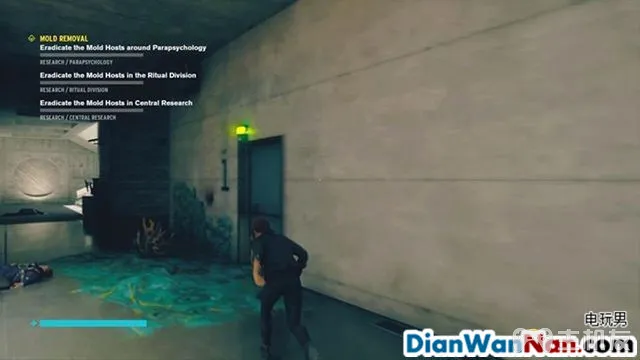 MOLD REMOVAL
Eradicate the Mold Hosts around Parapsychology
RESEARCH / PARAPSYCHOLOGY
Eradicate the Mold Hosts in the Ritual Division
RESEARCH / RITUAL DIVISION
Eradicate the Mold Hosts in Central Research
RESEARCH / CENTRAL RESEARCH
电玩男
DianWanNan.com